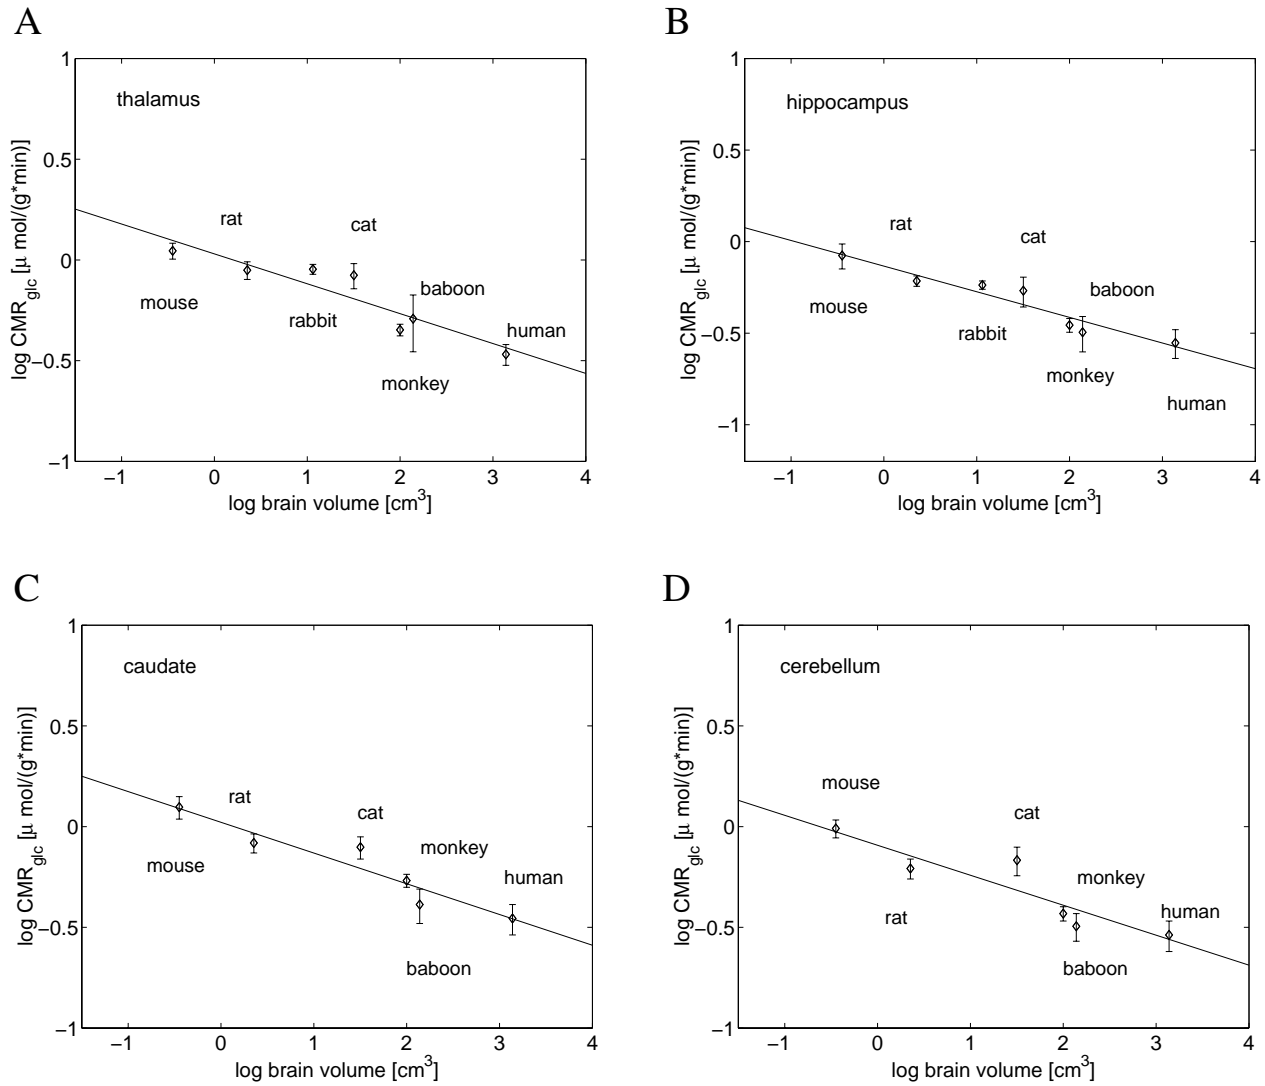 A
1
0.5
0
−0.5
−1
−1
0
1
2
3
4
log brain volume [cm3]
log CMRglc [μ mol/(g*min)]
thalamus
rat
cat
mouse
rabbit
baboon
monkey
human
B
1
0.5
0
−0.5
−1
−1
0
1
2
3
4
log brain volume [cm3]
log CMRglc [μ mol/(g*min)]
hippocampus
rat
cat
mouse
rabbit
baboon
monkey
human
C
1
0.5
0
−0.5
−1
−1
0
1
2
3
4
log brain volume [cm3]
log CMRglc [μ mol/(g*min)]
caudate
rat
cat
mouse
monkey
human
baboon
D
1
0.5
0
−0.5
−1
−1
0
1
2
3
4
log brain volume [cm3]
log CMRglc [μ mol/(g*min)]
cerebellum
mouse
cat
rat
monkey
human
baboon